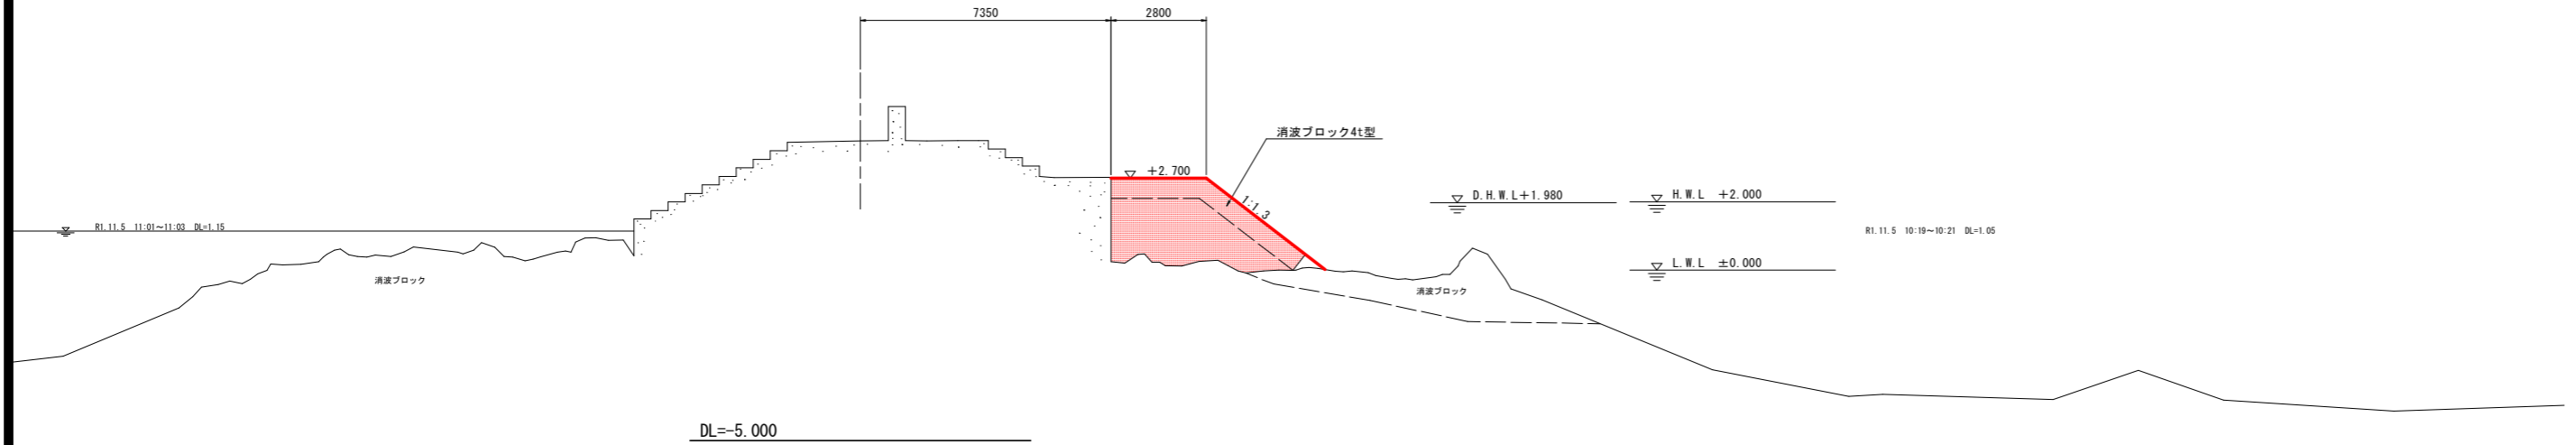 7350
2800
消波ブロック4t型
+2.700
1:1.3
D.H.W.L+1.980
H.W.L +2.000
R1.11.5 11:01~11:03 DL=1.15
R1.11.5 10:19~10:21 DL=1.05
L.W.L ±0.000
消波ブロック
消波ブロック
DL=-5.000